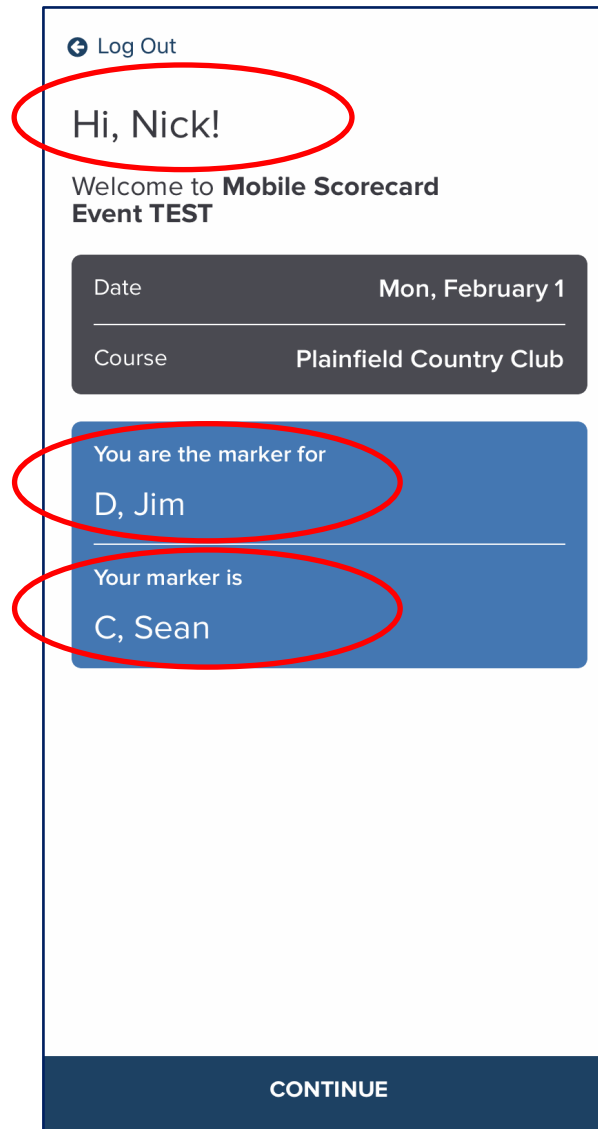 Log Out
Hi, Nick!
Welcome to Mobile Scorecard
Event TEST
Date Mon, February 1
Course Plainfield Country Club
You are the marker for
D, Jim
Your marker is
C, Sean
CONTINUE